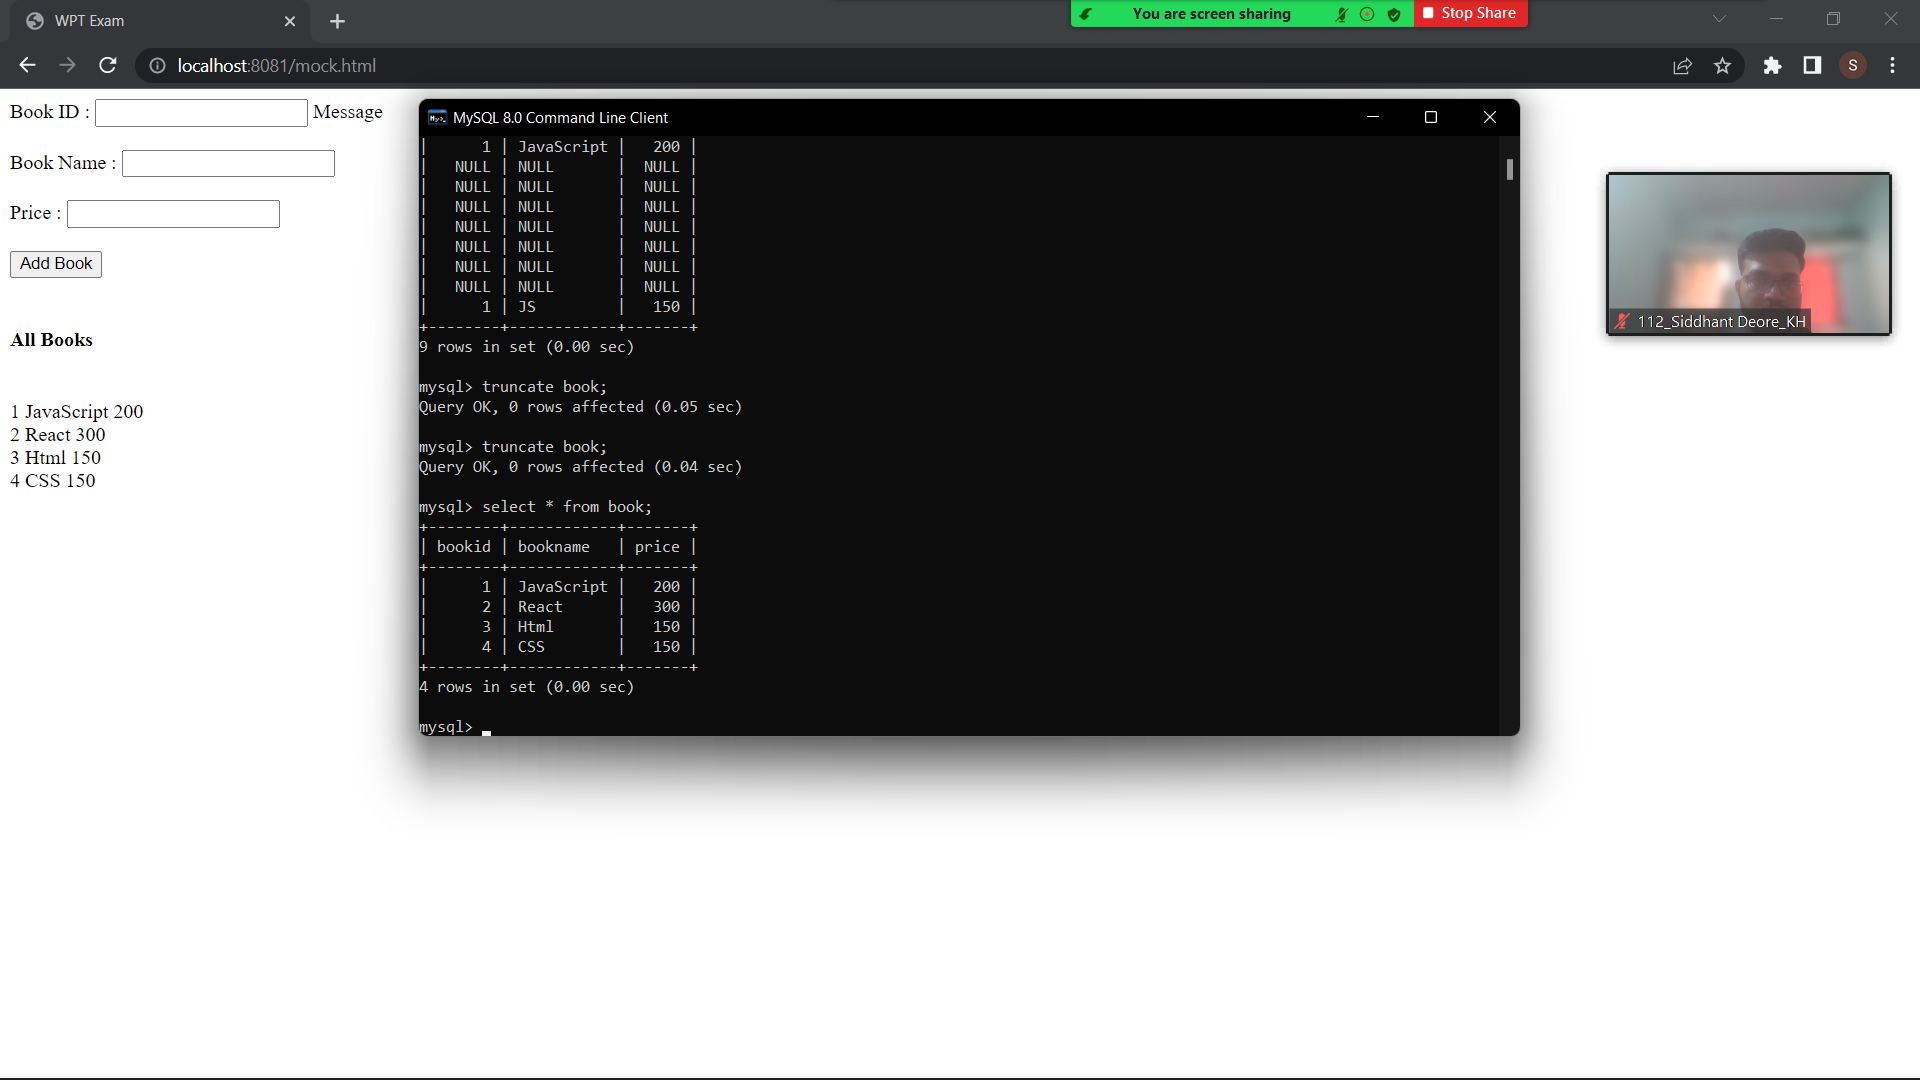 WPT Exam
You are screen sharing
Stop Share
localhost:8081/mock.html
S
Book ID : Message
Book Name :
Price :
Add Book
All Books
1 JavaScript 200
2 React 300
3 Html 150
4 CSS 150
MySQL 8.0 Command Line Client
| 1 | JavaScript | 200 |
| NULL | NULL | NULL |
| NULL | NULL | NULL |
| NULL | NULL | NULL |
| NULL | NULL | NULL |
| NULL | NULL | NULL |
| NULL | NULL | NULL |
| NULL | NULL | NULL |
| 1 | JS | 150 |
+--------+------------+-------+
9 rows in set (0.00 sec)
mysql> truncate book;
Query OK, 0 rows affected (0.05 sec)
mysql> truncate book;
Query OK, 0 rows affected (0.04 sec)
mysql> select * from book;
+--------+------------+-------+
| bookid | bookname | price |
+--------+------------+-------+
| 1 | JavaScript | 200 |
| 2 | React | 300 |
| 3 | Html | 150 |
| 4 | CSS | 150 |
+--------+------------+-------+
4 rows in set (0.00 sec)
mysql>
112_Siddhant Deore_KH